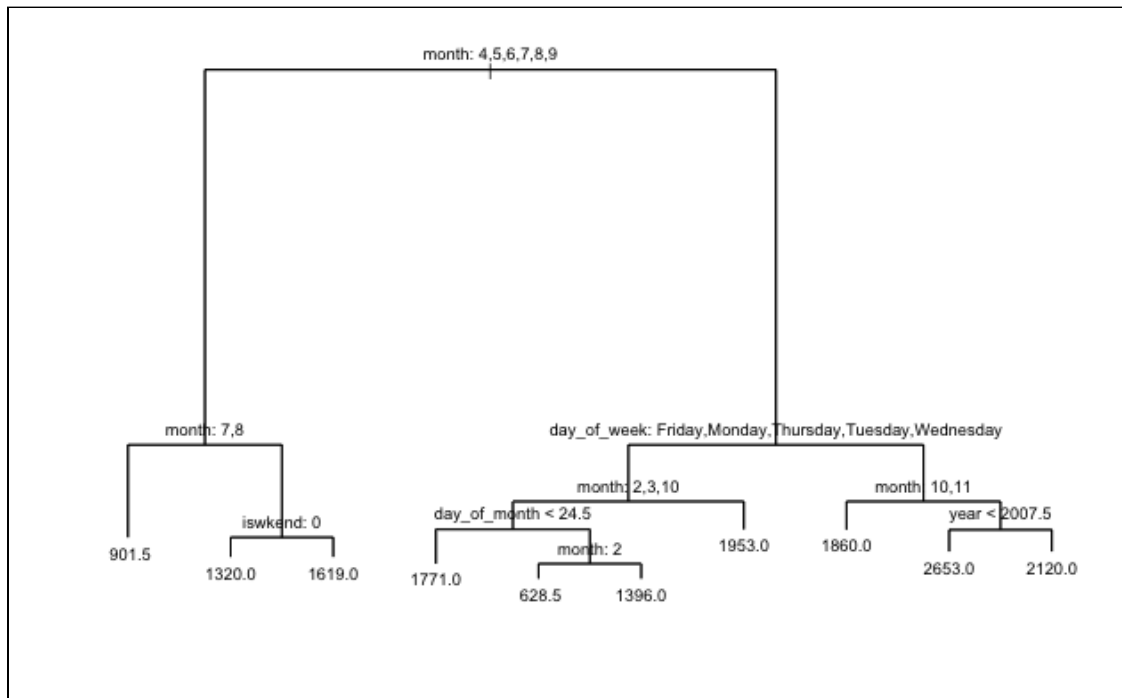 month: 4,5,6,7,8,9
month: 7,8
day_of_week: Friday,Monday,Thursday,Tuesday,Wednesday
month: 2,3,10
month: 10,11
day_of_month < 24.5
year < 2007.5
iswkend: 0
901.5
1320.0
1619.0
1771.0
month: 2
628.5
1396.0
1953.0
1860.0
2653.0
2120.0